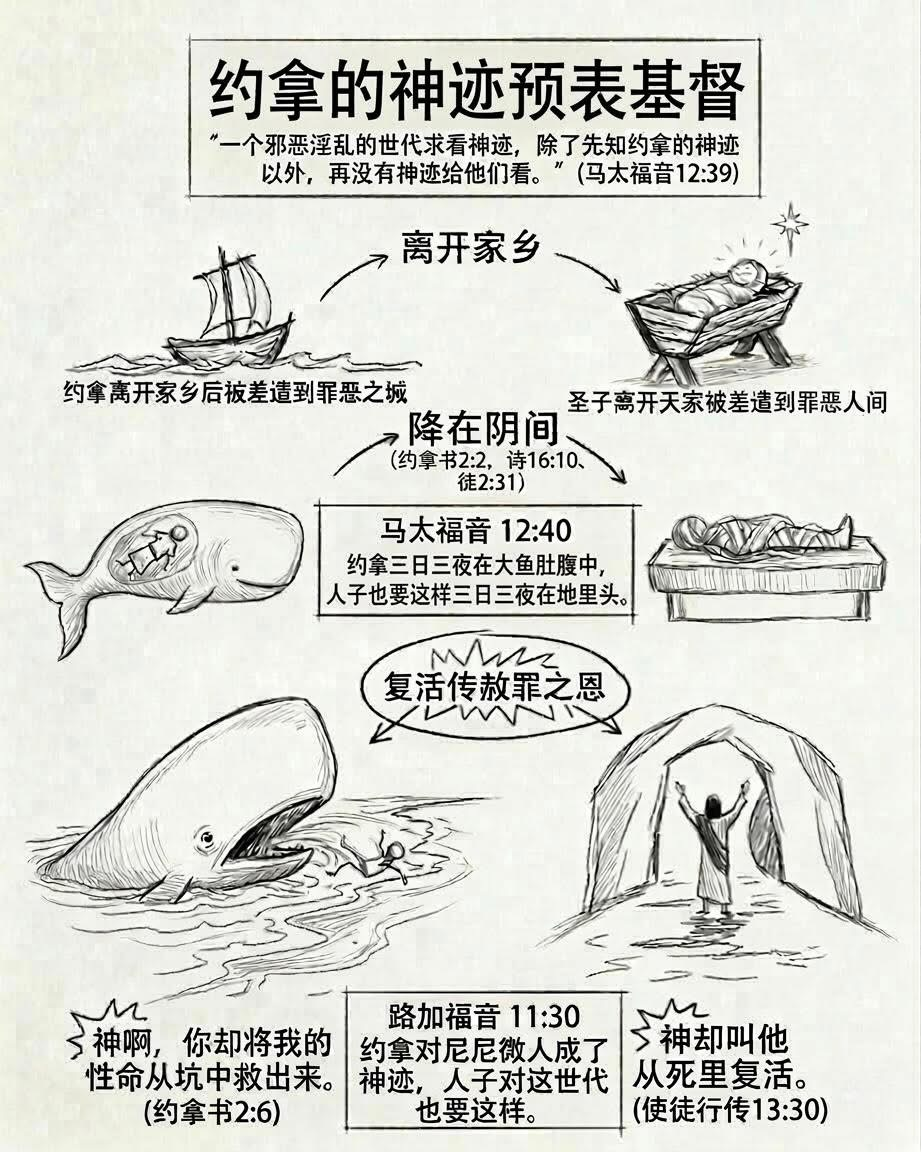 约拿的神迹预表基督
“一个邪恶淫乱的世代求看神迹，除了先知约拿的神迹
以外，再没有神迹给他们看。”(马太福音12:39)
离开家乡
约拿离开家乡后被差遣到罪恶之城
圣子离开天家被差遣到罪恶人间
降在阴间
(约拿书2:2，诗16:10、
徒2:31)
马太福音 12:40
约拿三日三夜在大鱼肚腹中，
人子也要这样三日三夜在地里头。
复活传赦罪之恩
神啊，你却将我的
性命从坑中救出来。
(约拿书2:6)
路加福音 11:30
约拿对尼尼微人成了
神迹，人子对这世代
也要这样。
神却叫他
从死里复活。
(使徒行传13:30)